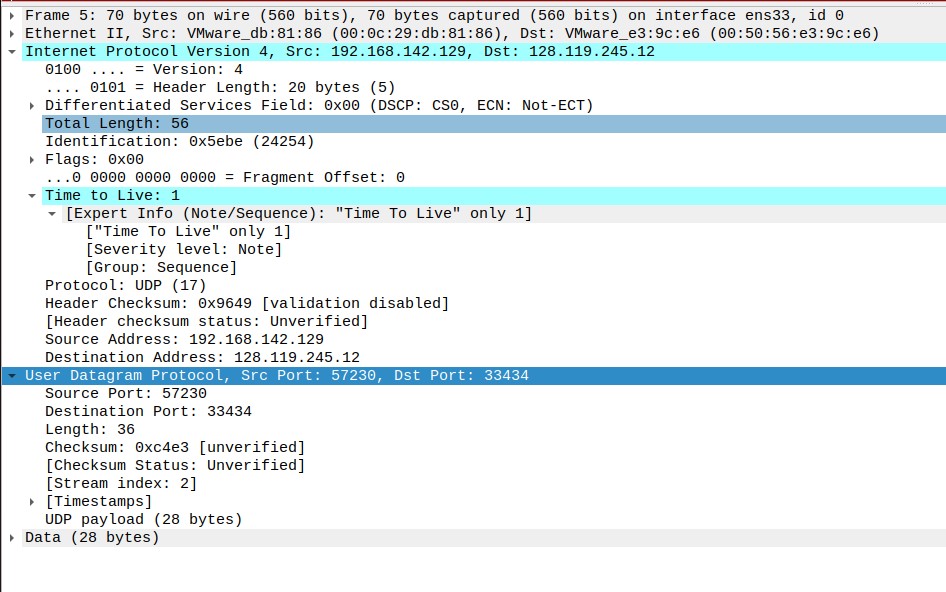 Frame 5: 70 bytes on wire (560 bits), 70 bytes captured (560 bits) on interface ens33, id 0
Ethernet II, Src: VMware_db:81:86 (00:0c:29:db:81:86), Dst: VMware_e3:9c:e6 (00:50:56:e3:9c:e6)
Internet Protocol Version 4, Src: 192.168.142.129, Dst: 128.119.245.12
0100 .... = Version: 4
.... 0101 = Header Length: 20 bytes (5)
Differentiated Services Field: 0x00 (DSCP: CS0, ECN: Not-ECT)
Total Length: 56
Identification: 0x5ebe (24254)
Flags: 0x00
...0 0000 0000 0000 = Fragment Offset: 0
Time to Live: 1
[Expert Info (Note/Sequence): "Time To Live" only 1]
["Time To Live" only 1]
[Severity level: Note]
[Group: Sequence]
Protocol: UDP (17)
Header Checksum: 0x9649 [validation disabled]
[Header checksum status: Unverified]
Source Address: 192.168.142.129
Destination Address: 128.119.245.12
User Datagram Protocol, Src Port: 57230, Dst Port: 33434
Source Port: 57230
Destination Port: 33434
Length: 36
Checksum: 0xc4e3 [unverified]
[Checksum Status: Unverified]
[Stream index: 2]
[Timestamps]
UDP payload (28 bytes)
Data (28 bytes)